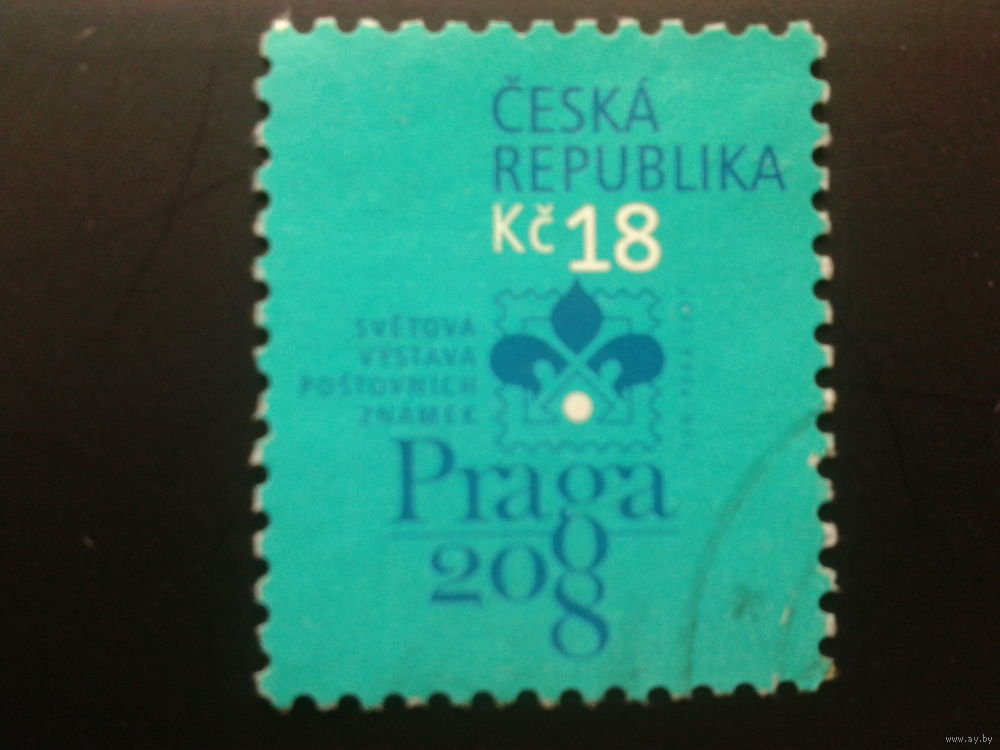 ČESKÁ
REPUBLIKA
Kč 18
SVĚTOVÁ
VÝSTAVA
POŠTOVNÍCH
ZNÁMEK
Praga
2008
www.ay.by